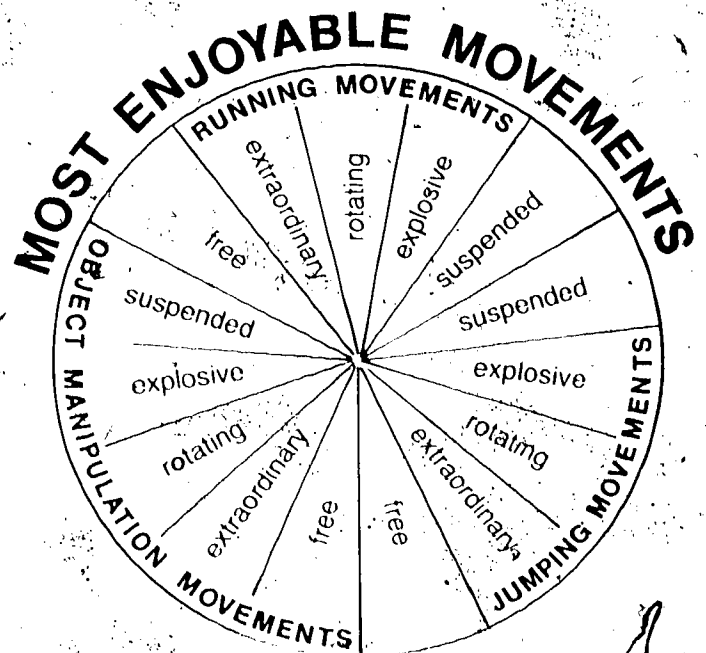 MOST ENJOYABLE MOVEMENTS
RUNNING MOVEMENTS
free
extraordinary
rotating
explosive
suspended
JUMPING MOVEMENTS
suspended
explosive
rotating
extraordinary
free
OBJECT MANIPULATION MOVEMENTS
suspended
explosive
rotating
extraordinary
free